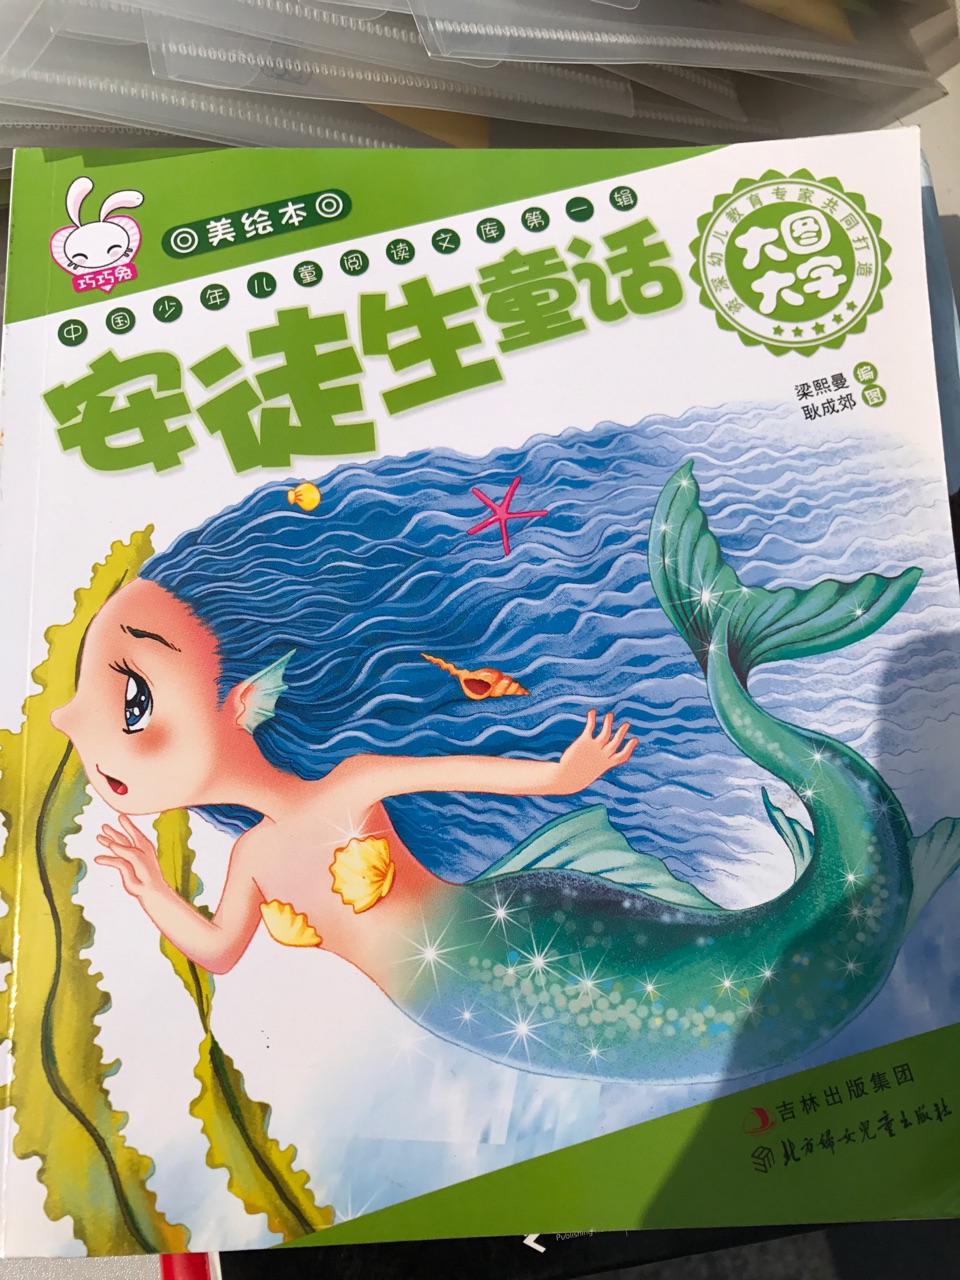 美绘本
巧巧兔
中国少年儿童阅读文库第一辑
安徒生童话
资深幼儿教育专家共同打造
大图
大字
梁熙曼 编
耿成郊 图
吉林出版集团
北方妇女儿童出版社
Publishing